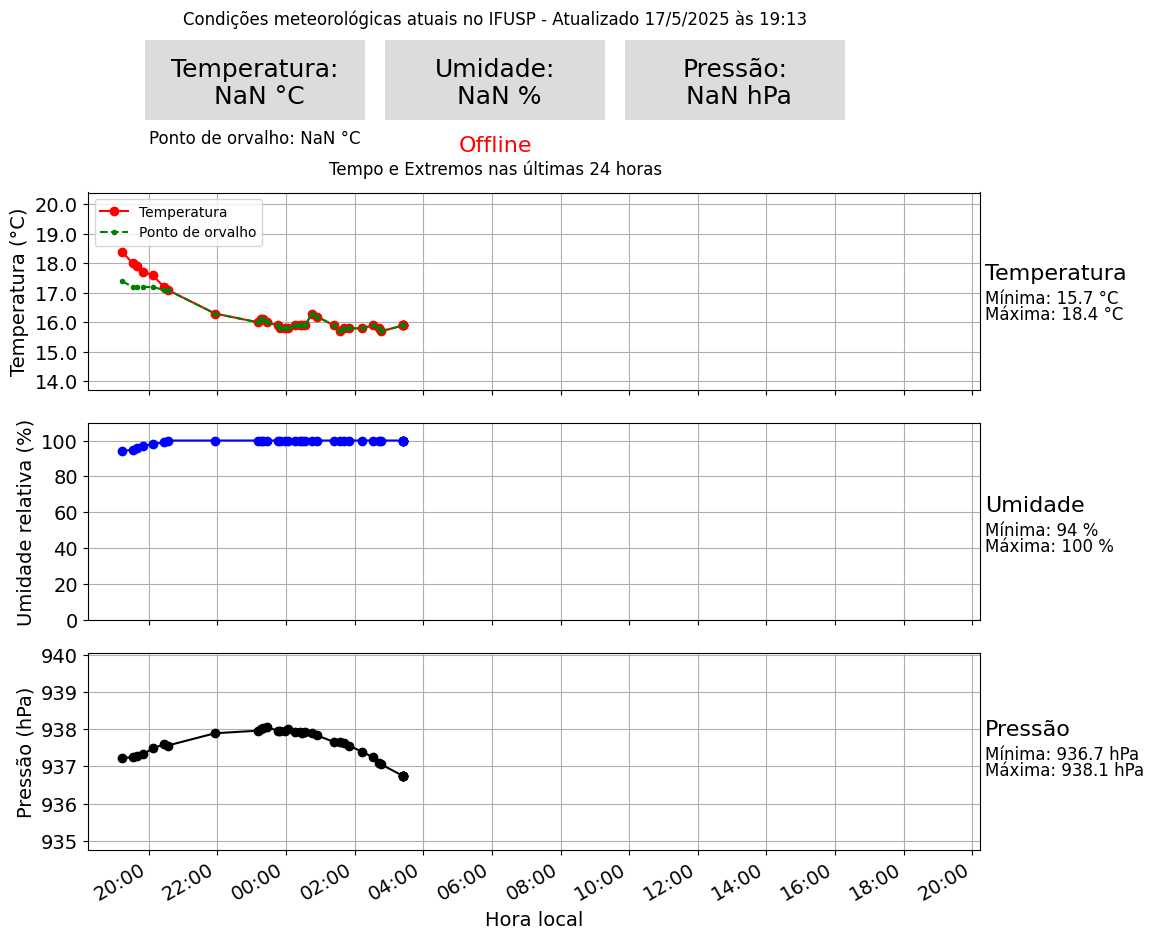 Condições meteorológicas atuais no IFUSP - Atualizado 17/5/2025 às 19:13
Temperatura:
NaN °C
Umidade:
NaN %
Pressão:
NaN hPa
Ponto de orvalho: NaN °C
Offline
Tempo e Extremos nas últimas 24 horas
Temperatura (°C)
20.0
19.0
18.0
17.0
16.0
15.0
14.0
Temperatura
Ponto de orvalho
Temperatura
Mínima: 15.7 °C
Máxima: 18.4 °C
Umidade relativa (%)
100
80
60
40
20
0
Umidade
Mínima: 94 %
Máxima: 100 %
Pressão (hPa)
940
939
938
937
936
935
Pressão
Mínima: 936.7 hPa
Máxima: 938.1 hPa
20:00
22:00
00:00
02:00
04:00
06:00
08:00
10:00
12:00
14:00
16:00
18:00
20:00
Hora local